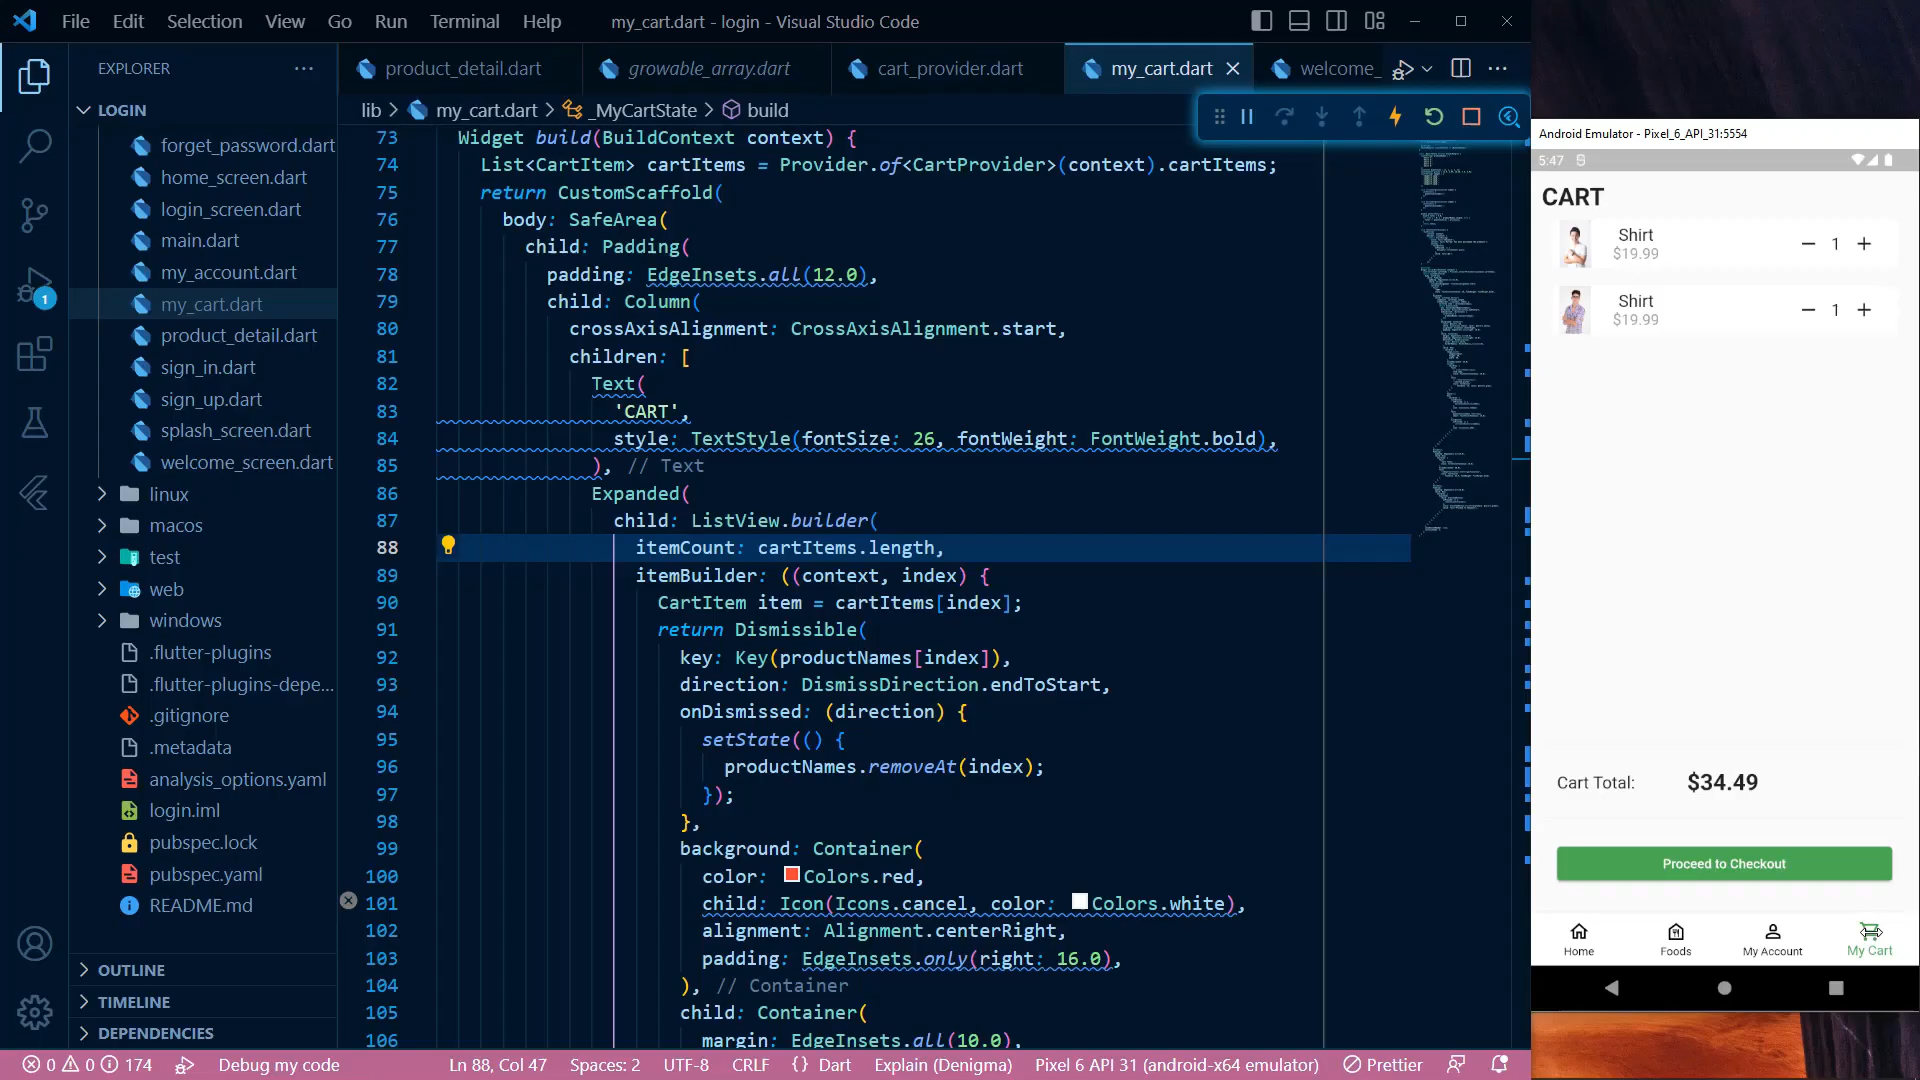 File Edit Selection View Go Run Terminal Help
my_cart.dart - login - Visual Studio Code
EXPLORER
LOGIN
forget_password.dart
home_screen.dart
login_screen.dart
main.dart
my_account.dart
my_cart.dart
product_detail.dart
sign_in.dart
sign_up.dart
splash_screen.dart
welcome_screen.dart
linux
macos
test
web
windows
.flutter-plugins
.flutter-plugins-depe...
.gitignore
.metadata
analysis_options.yaml
login.iml
pubspec.lock
pubspec.yaml
README.md
OUTLINE
TIMELINE
DEPENDENCIES
1
product_detail.dart growable_array.dart cart_provider.dart my_cart.dart welcome_
lib > my_cart.dart > _MyCartState > build
73 Widget build(BuildContext context) {
74 List<CartItem> cartItems = Provider.of<CartProvider>(context).cartItems;
75 return CustomScaffold(
76 body: SafeArea(
77 child: Padding(
78 padding: EdgeInsets.all(12.0),
79 child: Column(
80 crossAxisAlignment: CrossAxisAlignment.start,
81 children: [
82 Text(
83 'CART',
84 style: TextStyle(fontSize: 26, fontWeight: FontWeight.bold),
85 ), // Text
86 Expanded(
87 child: ListView.builder(
88 itemCount: cartItems.length,
89 itemBuilder: ((context, index) {
90 CartItem item = cartItems[index];
91 return Dismissible(
92 key: Key(productNames[index]),
93 direction: DismissDirection.endToStart,
94 onDismissed: (direction) {
95 setState(() {
96 productNames.removeAt(index);
97 });
98 },
99 background: Container(
100 color: Colors.red,
101 child: Icon(Icons.cancel, color: Colors.white),
102 alignment: Alignment.centerRight,
103 padding: EdgeInsets.only(right: 16.0),
104 ), // Container
105 child: Container(
106 margin: EdgeInsets.all(10.0),
0 0 174 Debug my code Ln 88, Col 47 Spaces: 2 UTF-8 CRLF {} Dart Explain (Denigma) Pixel 6 API 31 (android-x64 emulator) Prettier
Android Emulator - Pixel_6_API_31:5554
5:47
CART
Shirt
$19.99
1
Shirt
$19.99
1
Cart Total: $34.49
Proceed to Checkout
Home Foods My Account My Cart